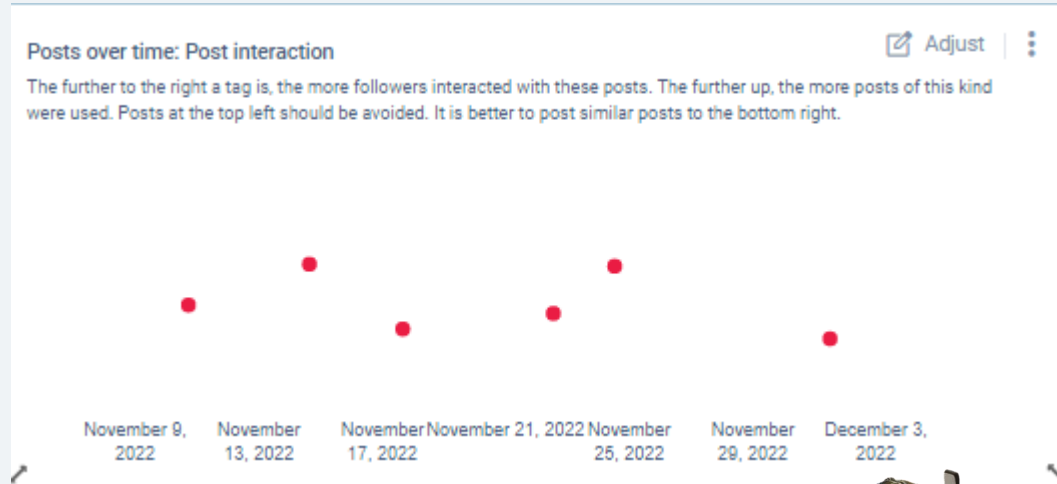 Posts over time: Post interaction
Adjust
The further to the right a tag is, the more followers interacted with these posts. The further up, the more posts of this kind
were used. Posts at the top left should be avoided. It is better to post similar posts to the bottom right.
November 9,
2022
November
13, 2022
November
17, 2022
November 21, 2022
November
25, 2022
November
29, 2022
December 3,
2022